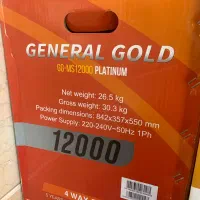 GENERAL GOLD
GG-MS12000 PLATINUM
Net weight: 26.5 kg
Gross weight: 30.3 kg
Packing dimensions: 842x357x550 mm
Power Supply: 220-240V~50Hz 1Ph
12000
4 WAY